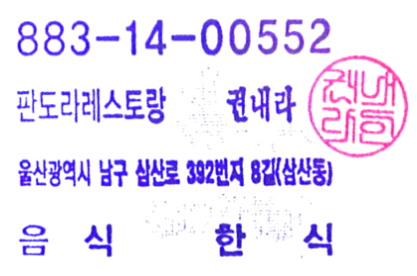 883-14-00552
판도라레스토랑 권내라
울산광역시 남구 삼산로 392번지 8길(삼산동)
음 식 한 식